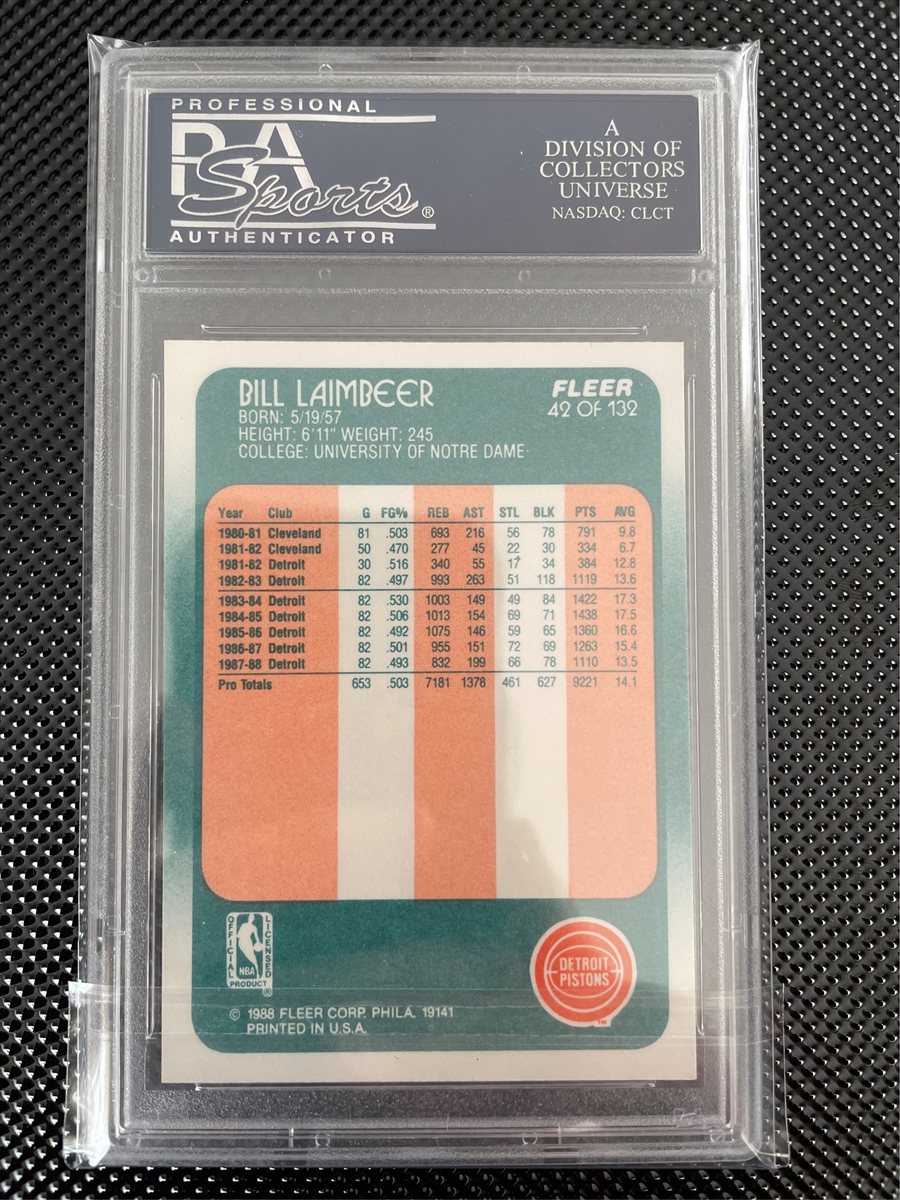 PROFESSIONAL
PSA
Sports®
AUTHENTICATOR
A
DIVISION OF
COLLECTORS
UNIVERSE
NASDAQ: CLCT
BILL LAIMBEER
BORN: 5/19/57
HEIGHT: 6'11" WEIGHT: 245
COLLEGE: UNIVERSITY OF NOTRE DAME
FLEER
42 OF 132
Year Club G FG% REB AST STL BLK PTS AVG
1980-81 Cleveland 81 .503 693 216 56 78 791 9.8
1981-82 Cleveland 50 .470 277 45 22 30 334 6.7
1981-82 Detroit 30 .516 340 55 17 34 384 12.8
1982-83 Detroit 82 .497 993 263 51 118 1119 13.6
1983-84 Detroit 82 .530 1003 149 49 84 1422 17.3
1984-85 Detroit 82 .506 1013 154 69 71 1438 17.5
1985-86 Detroit 82 .492 1075 146 59 65 1360 16.6
1986-87 Detroit 82 .501 955 151 72 69 1263 15.4
1987-88 Detroit 82 .493 832 199 66 78 1110 13.5
Pro Totals 653 .503 7181 1378 461 627 9221 14.1
OFFICIAL
LICENSED
NBA
PRODUCT
®
DETROIT
PISTONS
™
© 1988 FLEER CORP. PHILA. 19141
PRINTED IN U.S.A.